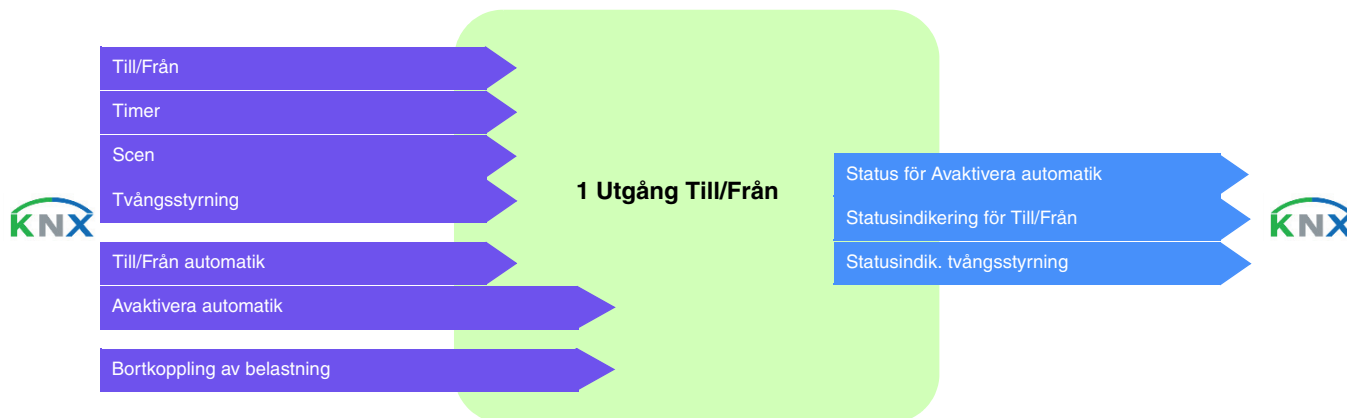 Till/Från
Timer
Scen
Tvångsstyrning
KNX
Till/Från automatik
Avaktivera automatik
Bortkoppling av belastning
1 Utgång Till/Från
Status för Avaktivera automatik
Statusindikering för Till/Från
Statusindik. tvångsstyrning
KNX